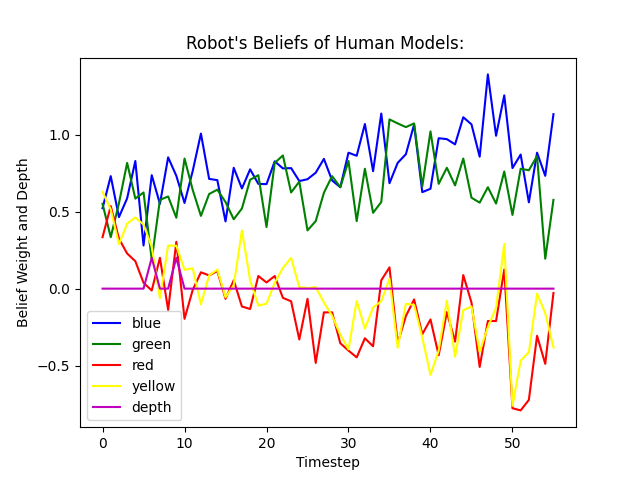 Robot's Beliefs of Human Models:
Belief Weight and Depth
1.0
0.5
0.0
−0.5
blue
green
red
yellow
depth
0
10
20
30
40
50
Timestep